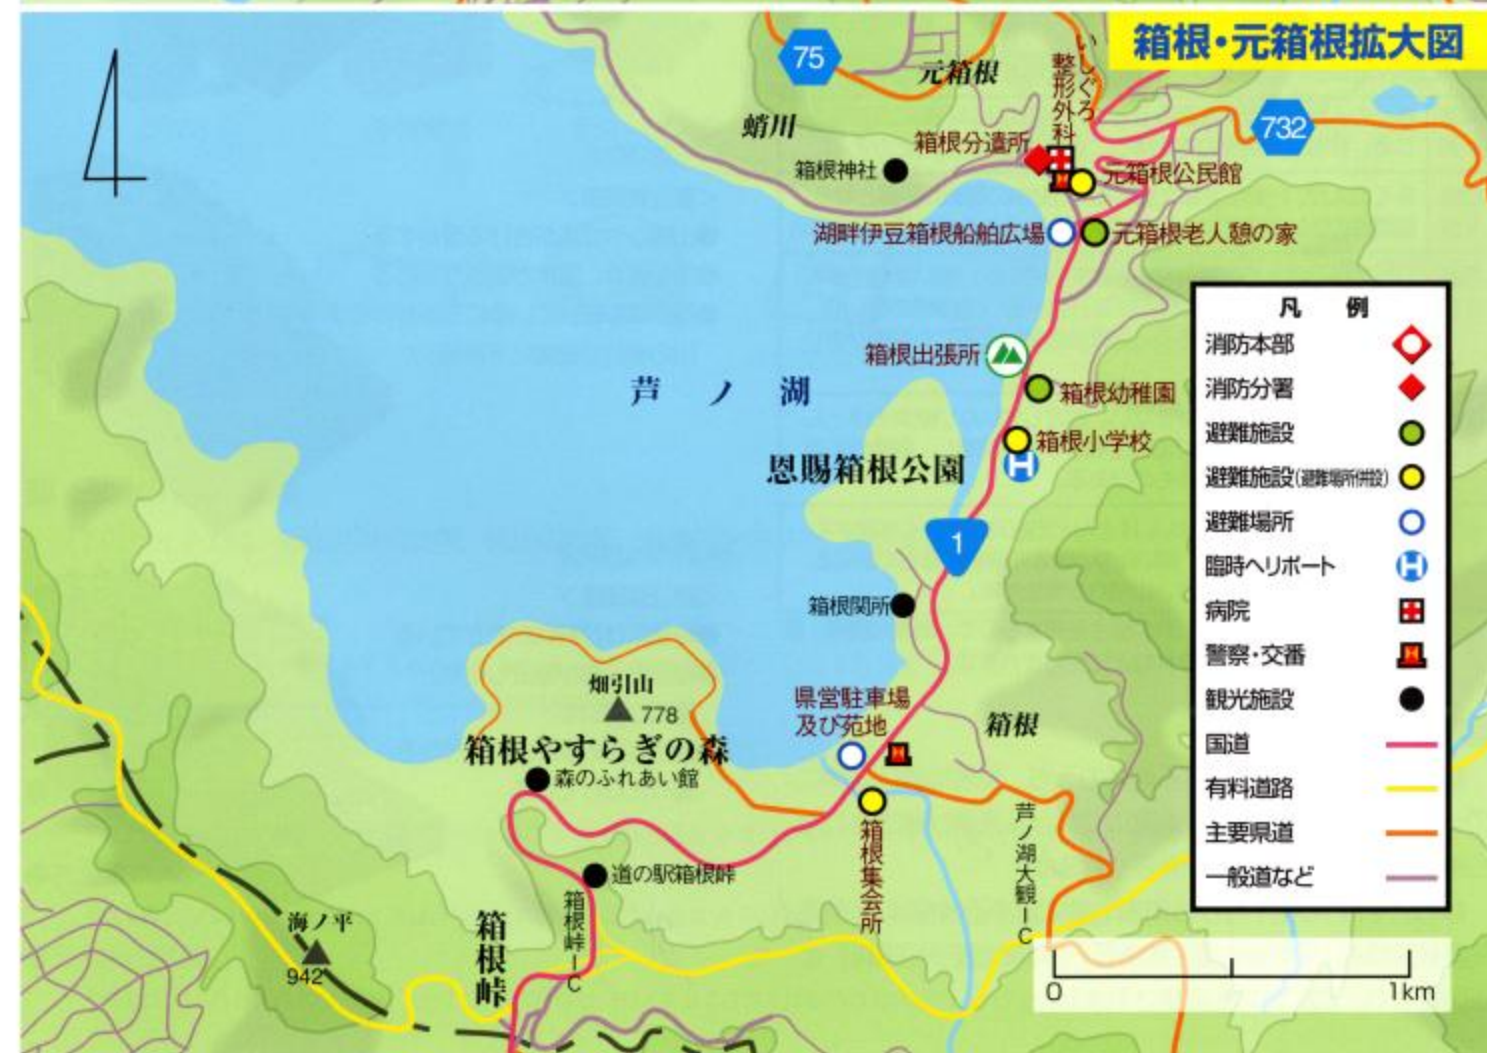 箱根・元箱根拡大図
75
元箱根
いしぐろ
整形外科
732
蛸川
箱根分遣所
箱根神社
元箱根公民館
湖畔伊豆箱根船舶広場
元箱根老人憩の家
箱根出張所
芦ノ湖
箱根幼稚園
箱根小学校
H
恩賜箱根公園
1
箱根関所
畑引山
778
県営駐車場
及び苑地
箱根
箱根やすらぎの森
森のふれあい館
道の駅箱根峠
箱根集会所
芦ノ湖大観IC
箱根峠IC
箱根峠
海ノ平
942
凡 例
消防本部
消防分署
避難施設
避難施設(避難場所併設)
避難場所
臨時ヘリポート
H
病院
警察・交番
観光施設
国道
有料道路
主要県道
一般道など
0 1km